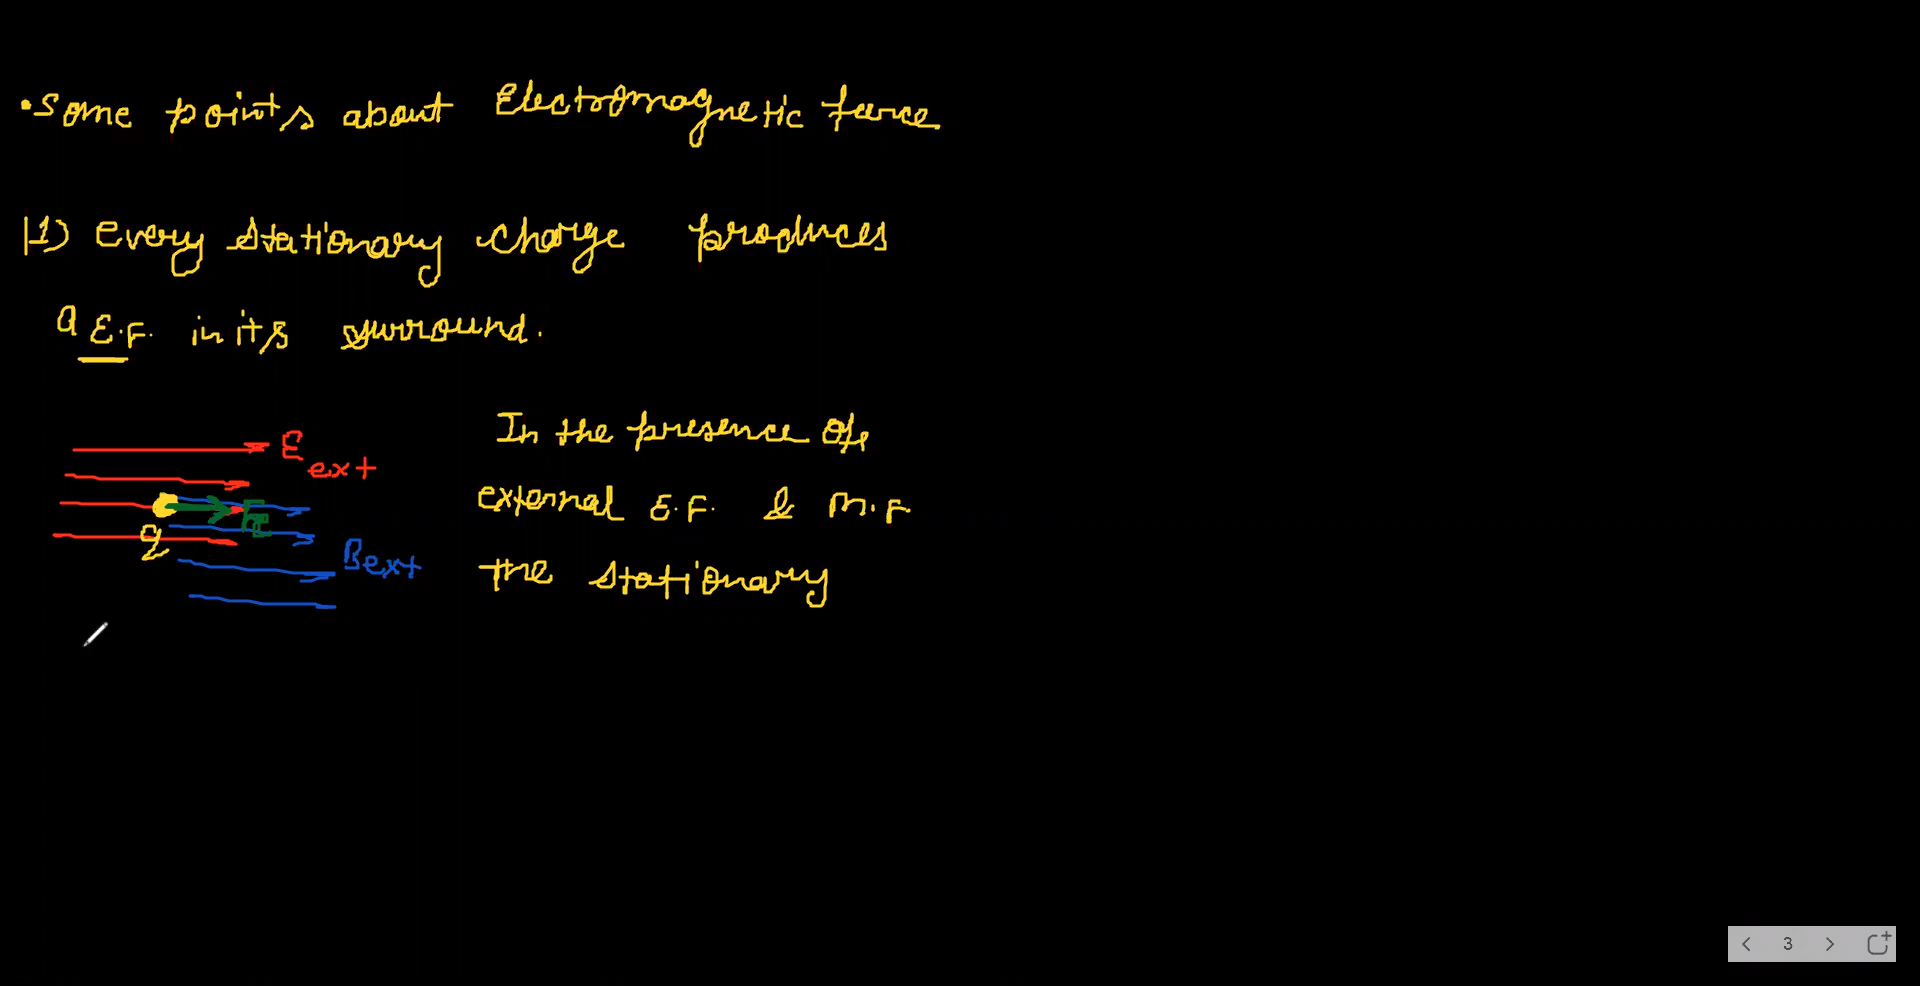 •Some points about Electromagnetic force
1) Every stationary charge produces
a E.F. in its surround.
E ext
In the presence of
external E.F. & M.F.
q
B ext
the stationary
3